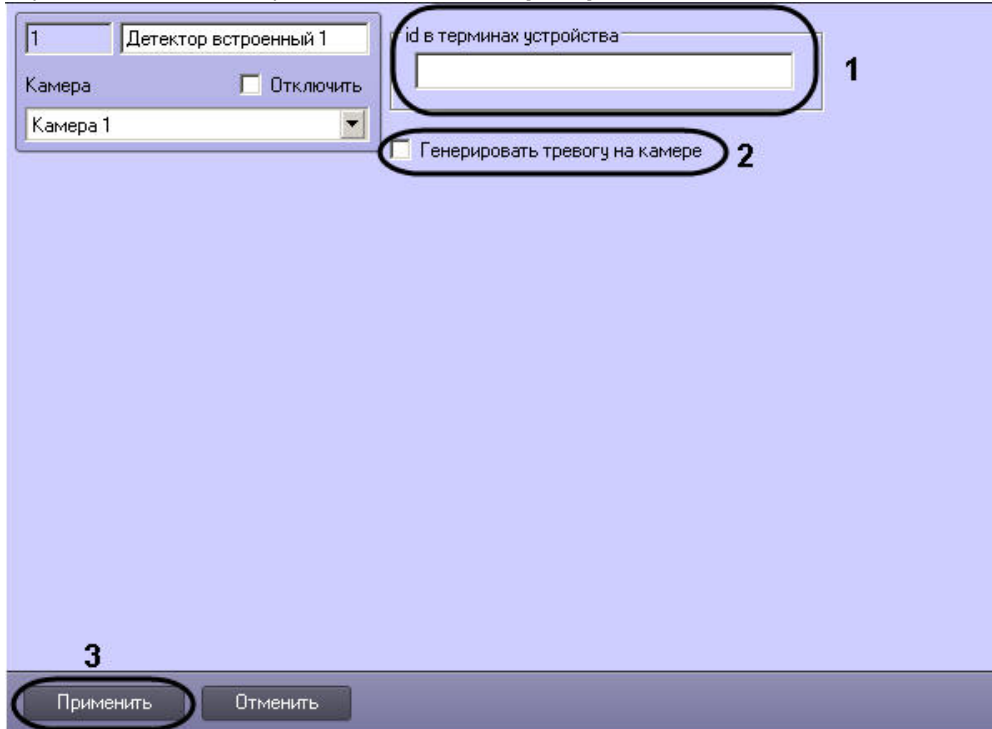 1
Детектор встроенный 1
id в терминах устройства
1
Камера
Отключить
Камера 1
Генерировать тревогу на камере
2
3
Применить
Отменить